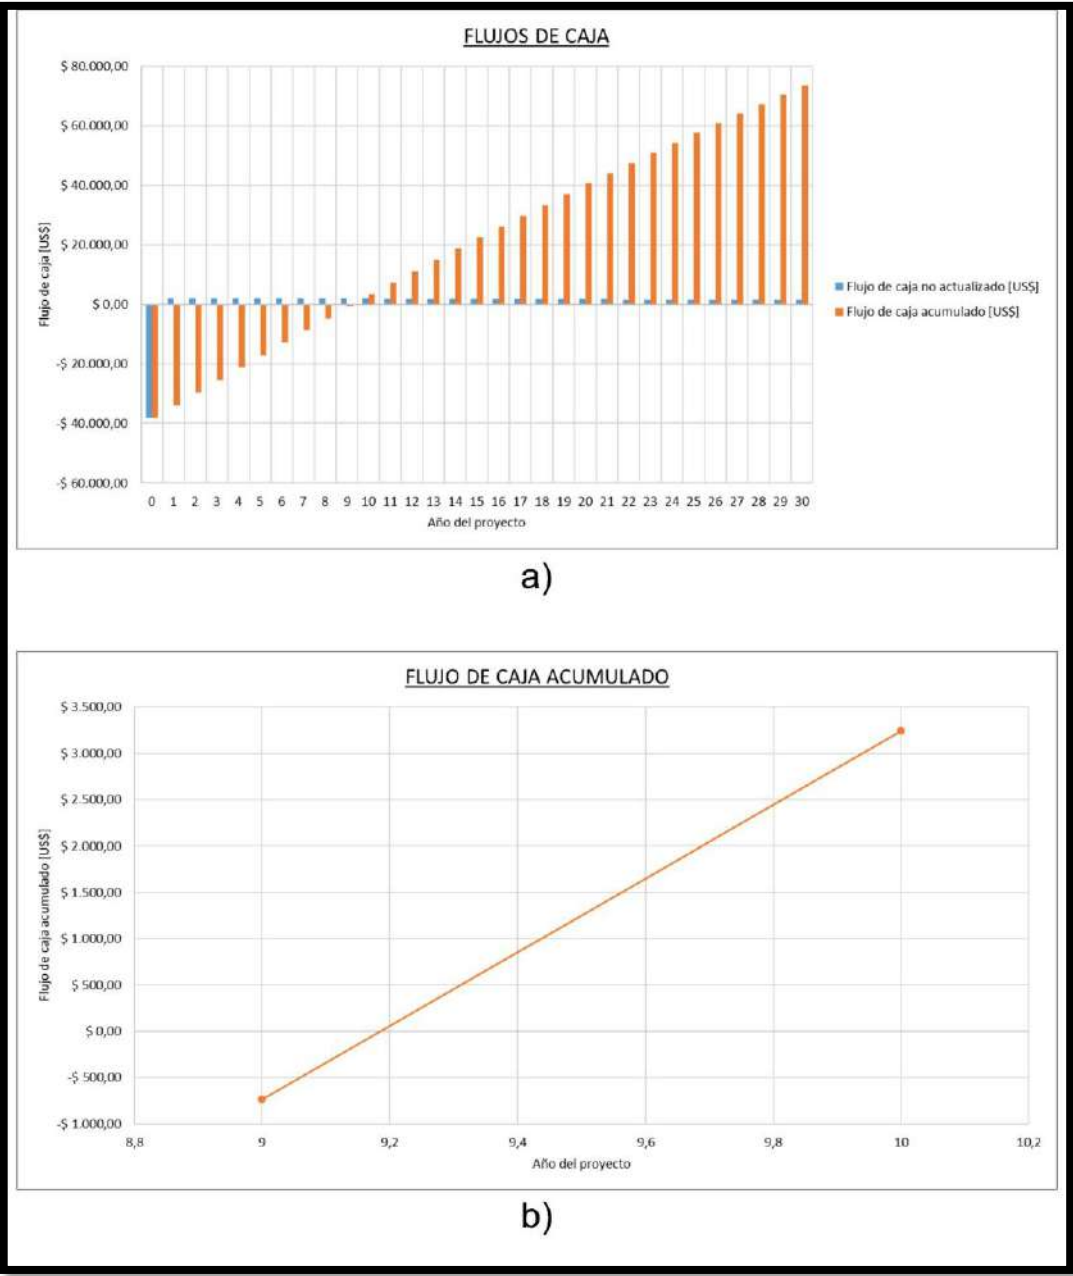 FLUJOS DE CAJA
$ 80.000,00
$ 60.000,00
$ 40.000,00
$ 20.000,00
$ 0,00
-$ 20.000,00
-$ 40.000,00
-$ 60.000,00
Flujo de caja [US$]
0 1 2 3 4 5 6 7 8 9 10 11 12 13 14 15 16 17 18 19 20 21 22 23 24 25 26 27 28 29 30
Año del proyecto
Flujo de caja no actualizado [US$]
Flujo de caja acumulado [US$]
a)
FLUJO DE CAJA ACUMULADO
$ 3.500,00
$ 3.000,00
$ 2.500,00
$ 2.000,00
$ 1.500,00
$ 1.000,00
$ 500,00
$ 0,00
-$ 500,00
-$ 1.000,00
Flujo de caja acumulado [US$]
8,8 9 9,2 9,4 9,6 9,8 10 10,2
Año del proyecto
b)